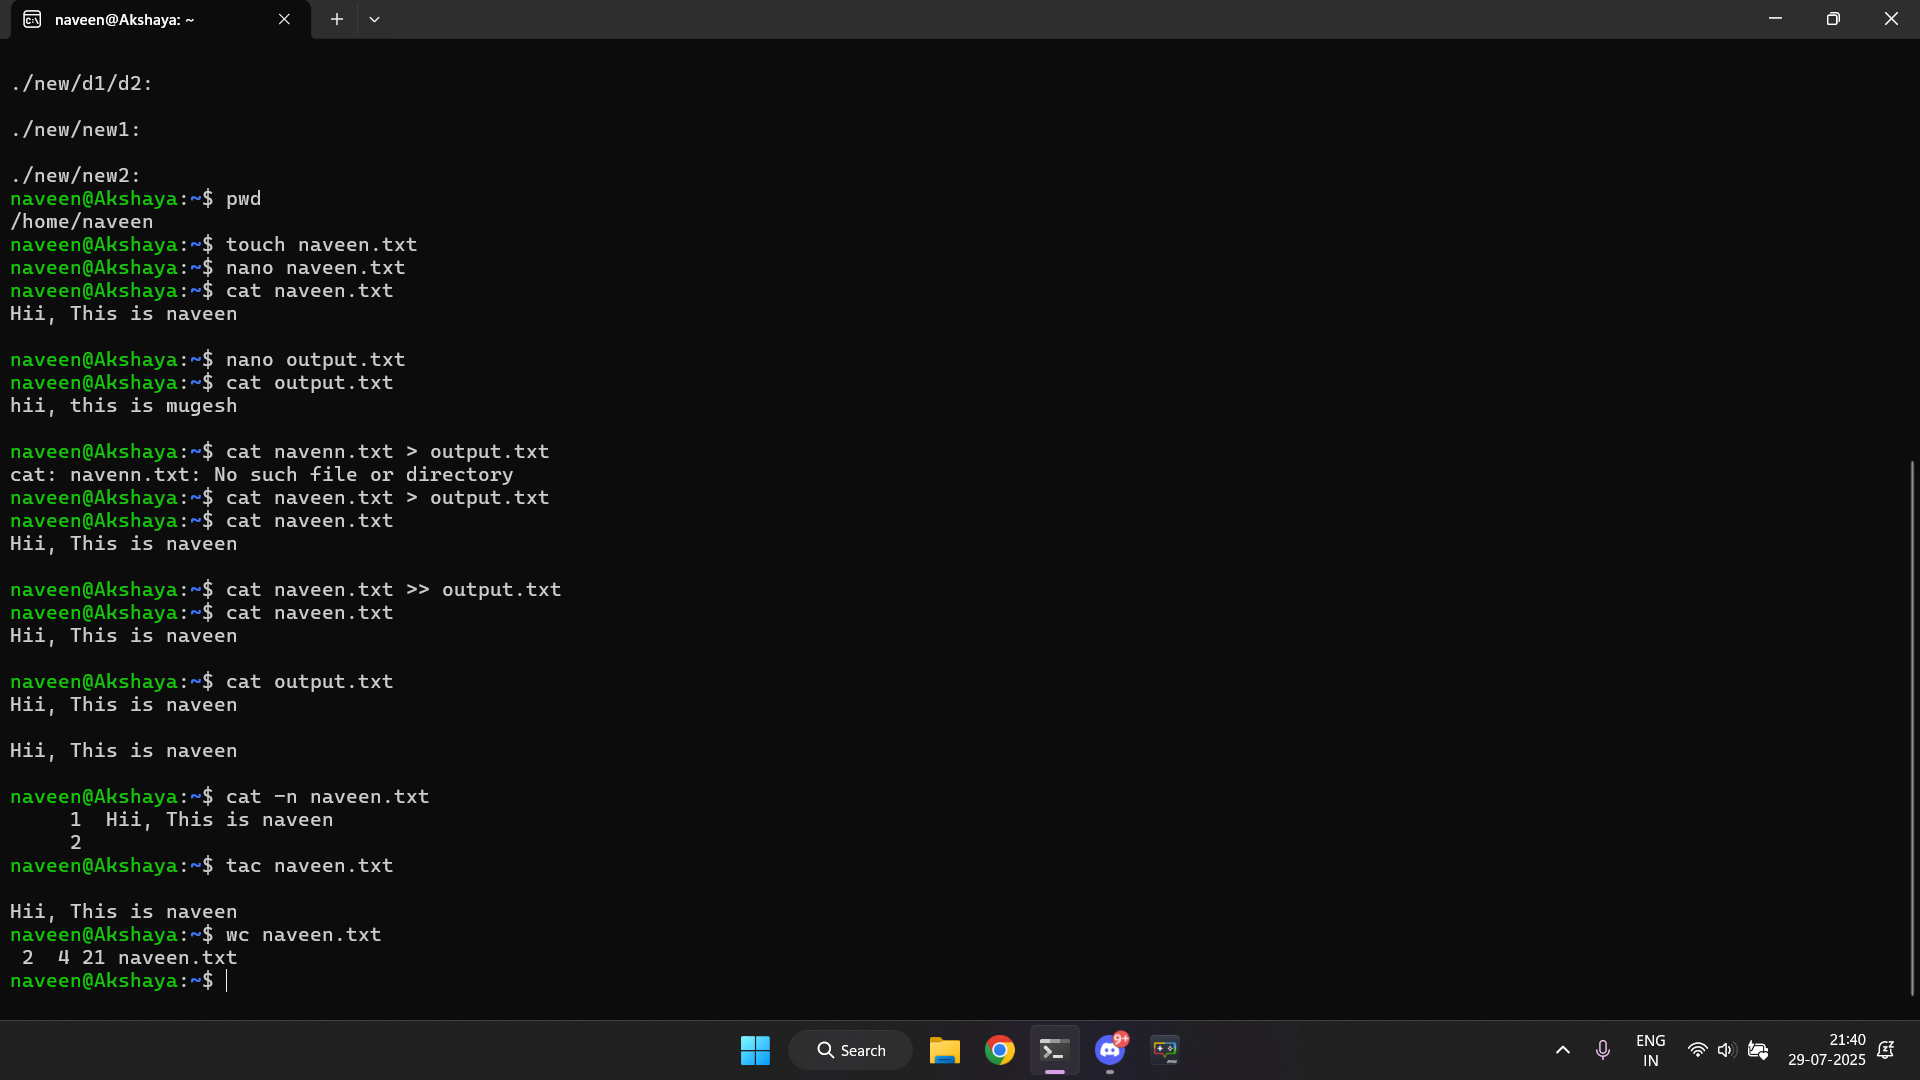 naveen@Akshaya: ~
./new/d1/d2:
./new/new1:
./new/new2:
naveen@Akshaya:~$ pwd
/home/naveen
naveen@Akshaya:~$ touch naveen.txt
naveen@Akshaya:~$ nano naveen.txt
naveen@Akshaya:~$ cat naveen.txt
Hii, This is naveen
naveen@Akshaya:~$ nano output.txt
naveen@Akshaya:~$ cat output.txt
hii, this is mugesh
naveen@Akshaya:~$ cat navenn.txt > output.txt
cat: navenn.txt: No such file or directory
naveen@Akshaya:~$ cat naveen.txt > output.txt
naveen@Akshaya:~$ cat naveen.txt
Hii, This is naveen
naveen@Akshaya:~$ cat naveen.txt >> output.txt
naveen@Akshaya:~$ cat naveen.txt
Hii, This is naveen
naveen@Akshaya:~$ cat output.txt
Hii, This is naveen
Hii, This is naveen
naveen@Akshaya:~$ cat -n naveen.txt
     1  Hii, This is naveen
     2
naveen@Akshaya:~$ tac naveen.txt
Hii, This is naveen
naveen@Akshaya:~$ wc naveen.txt
 2  4 21 naveen.txt
naveen@Akshaya:~$
Search
9+
ENG
IN
21:40
29-07-2025